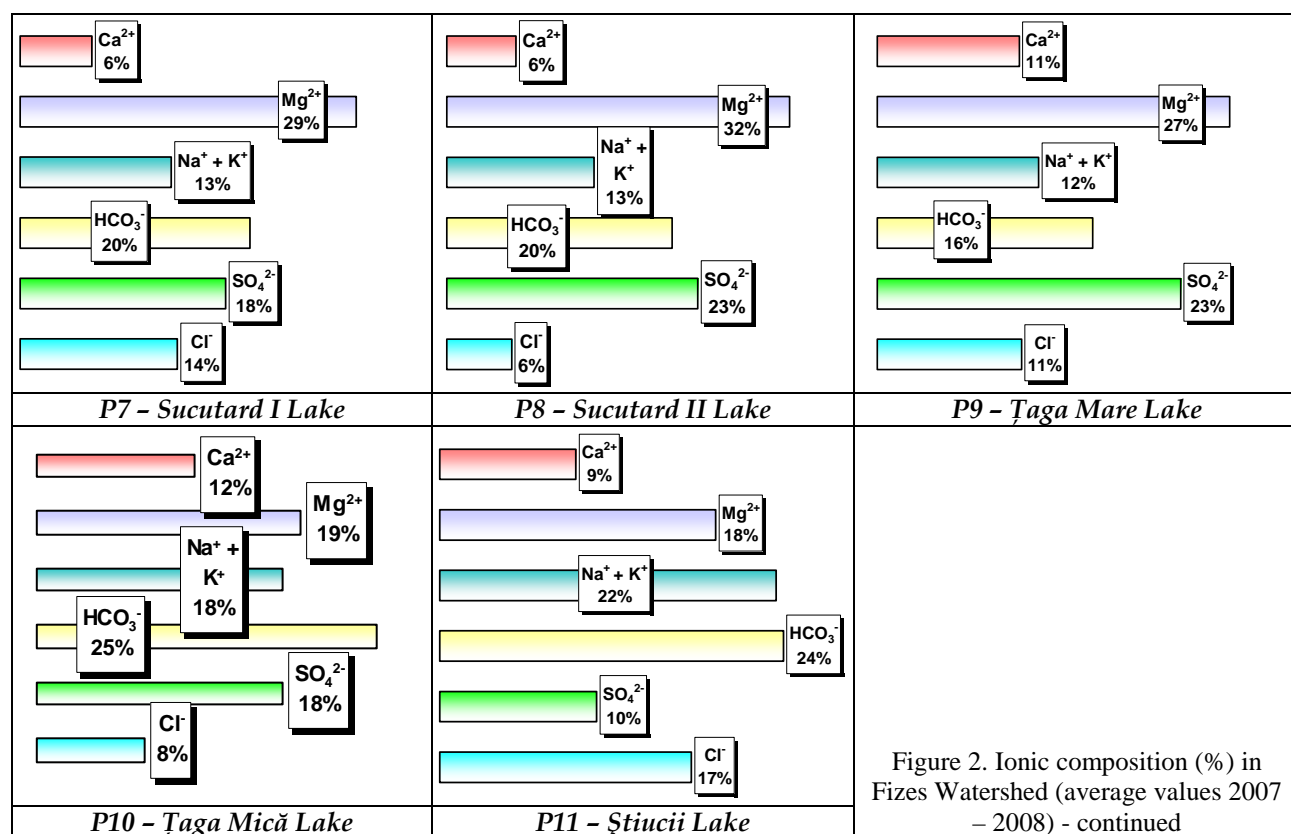 Ca²⁺
6%
Mg²⁺
29%
Na⁺ + K⁺
13%
HCO₃⁻
20%
SO₄²⁻
18%
Cl⁻
14%
P7 – Sucutard I Lake
Ca²⁺
6%
Mg²⁺
32%
Na⁺ +
K⁺
13%
HCO₃⁻
20%
SO₄²⁻
23%
Cl⁻
6%
P8 – Sucutard II Lake
Ca²⁺
11%
Mg²⁺
27%
Na⁺ + K⁺
12%
HCO₃⁻
16%
SO₄²⁻
23%
Cl⁻
11%
P9 – Țaga Mare Lake
Ca²⁺
12%
Mg²⁺
19%
Na⁺ +
K⁺
18%
HCO₃⁻
25%
SO₄²⁻
18%
Cl⁻
8%
P10 – Țaga Mică Lake
Ca²⁺
9%
Mg²⁺
18%
Na⁺ + K⁺
22%
HCO₃⁻
24%
SO₄²⁻
10%
Cl⁻
17%
P11 – Știucii Lake
Figure 2. Ionic composition (%) in
Fizes Watershed (average values 2007
– 2008) - continued